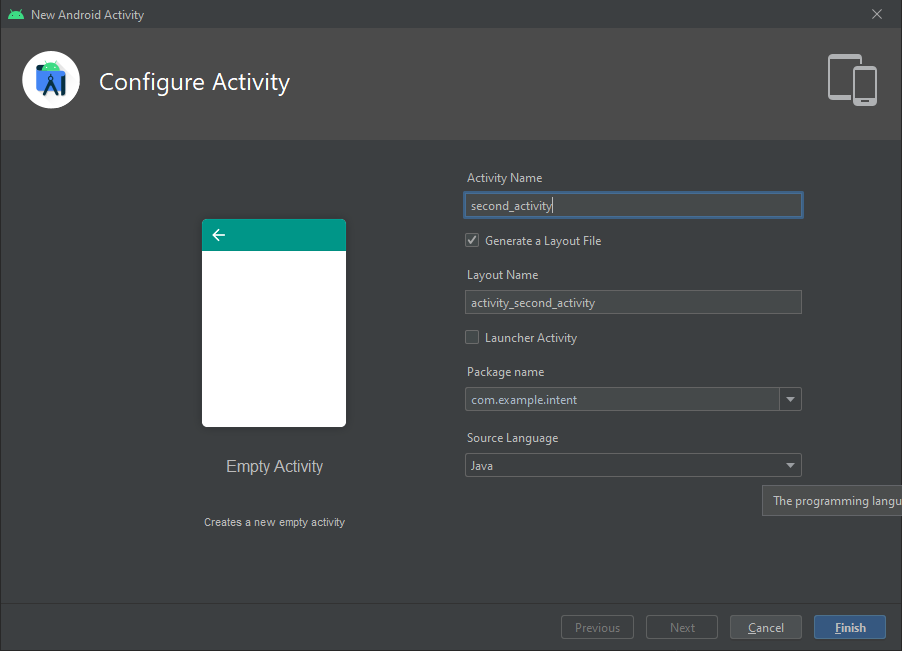 New Android Activity
Configure Activity
Activity Name
second_activity
Generate a Layout File
Layout Name
activity_second_activity
Launcher Activity
Package name
com.example.intent
Source Language
Java
The programming langu
Empty Activity
Creates a new empty activity
Previous
Next
Cancel
Finish